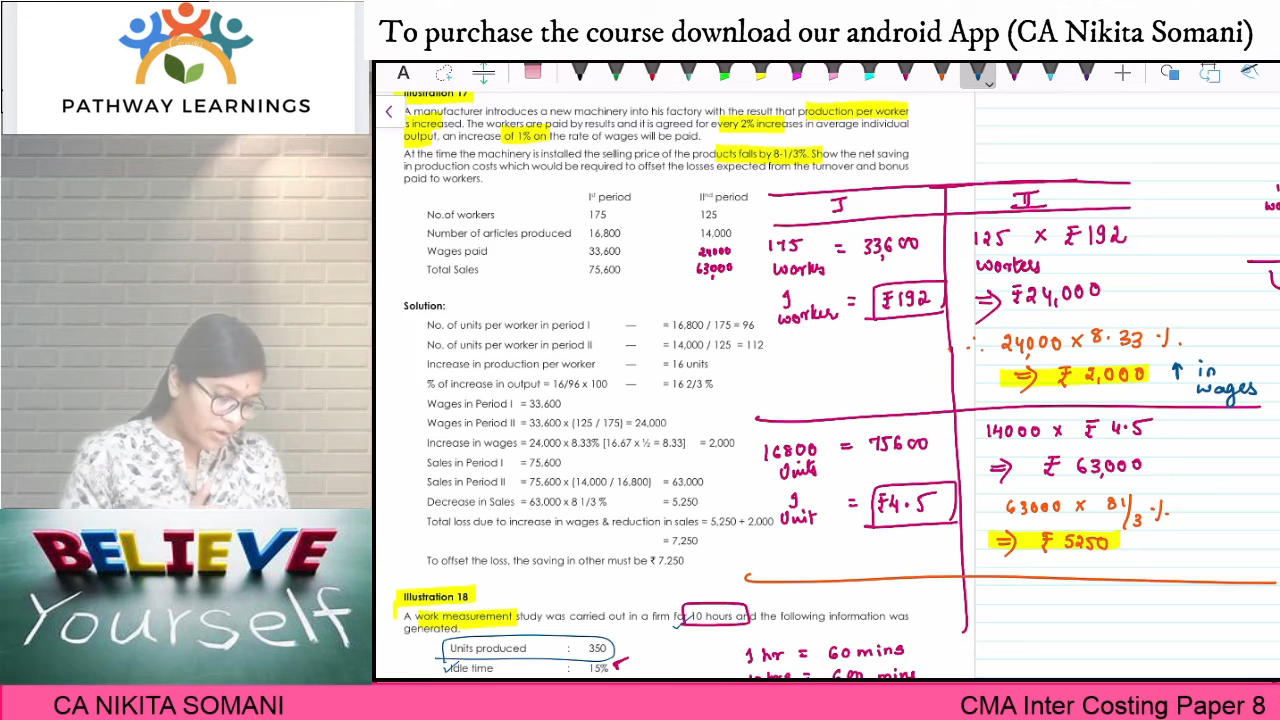 To purchase the course download our android App (CA Nikita Somani)
PATHWAY LEARNINGS
A
Illustration 17
A manufacturer introduces a new machinery into his factory with the result that production per worker
is increased. The workers are paid by results and it is agreed for every 2% increases in average individual
output, an increase of 1% on the rate of wages will be paid.
At the time the machinery is installed the selling price of the products falls by 8-1/3%. Show the net saving
in production costs which would be required to offset the losses expected from the turnover and bonus
paid to workers.
Ist period IInd period
No.of workers 175 125
Number of articles produced 16,800 14,000
Wages paid 33,600 24000
Total Sales 75,600 63,000
Solution:
No. of units per worker in period I — = 16,800 / 175 = 96
No. of units per worker in period II — = 14,000 / 125 = 112
Increase in production per worker — = 16 units
% of increase in output = 16/96 x 100 — = 16 2/3 %
Wages in Period I = 33,600
Wages in Period II = 33,600 x (125 / 175) = 24,000
Increase in wages = 24,000 x 8.33% [16.67 x ½ = 8.33] = 2,000
Sales in Period I = 75,600
Sales in Period II = 75,600 x (14,000 / 16,800) = 63,000
Decrease in Sales = 63,000 x 8 1/3 % = 5,250
Total loss due to increase in wages & reduction in sales = 5,250 + 2,000
= 7,250
To offset the loss, the saving in other must be ₹ 7,250
Illustration 18
A work measurement study was carried out in a firm for 10 hours and the following information was
generated.
Units produced : 350
Idle time : 15%
I II
175 = 33,600
workers
1 = ₹192
worker
125 x ₹192
workers
⇒ ₹24,000
∴ 24,000 x 8.33 %.
⇒ ₹ 2,000 ↑ in
wages
16800 = 75600
Units
1 = ₹4.5
Unit
14000 x ₹ 4.5
⇒ ₹ 63,000
63000 x 8 1/3 %.
⇒ ₹ 5250
1 hr = 60 mins
BELIEVE
Yourself
CA NIKITA SOMANI
CMA Inter Costing Paper 8